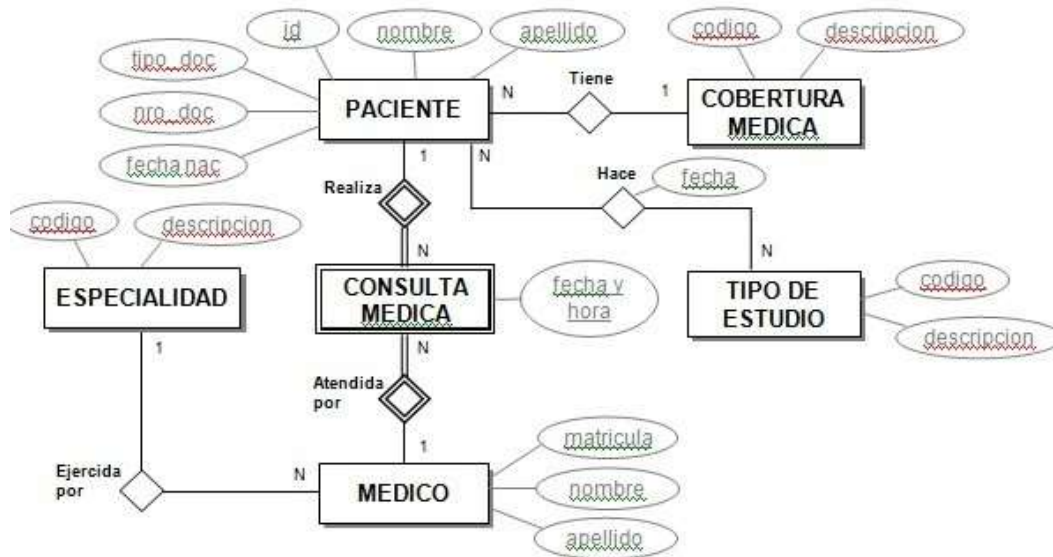 id
nombre
apellido
codigo
descripcion
tipo_doc
Tiene
PACIENTE
N
1
COBERTURA
MEDICA
nro_doc
fecha nac
1
N
Hace
fecha
Realiza
codigo
descripcion
N
N
ESPECIALIDAD
CONSULTA
MEDICA
fecha y
hora
TIPO DE
ESTUDIO
codigo
descripcion
1
N
Atendida
por
matricula
1
Ejercida
por
N
MEDICO
nombre
apellido